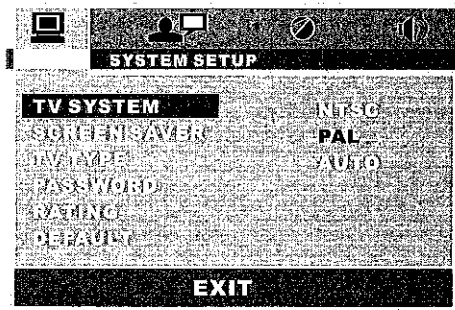 SYSTEM SETUP
TV SYSTEM NTSC
SCREEN SAVER PAL
TV TYPE AUTO
PASSWORD
RATING
DEFAULT
EXIT